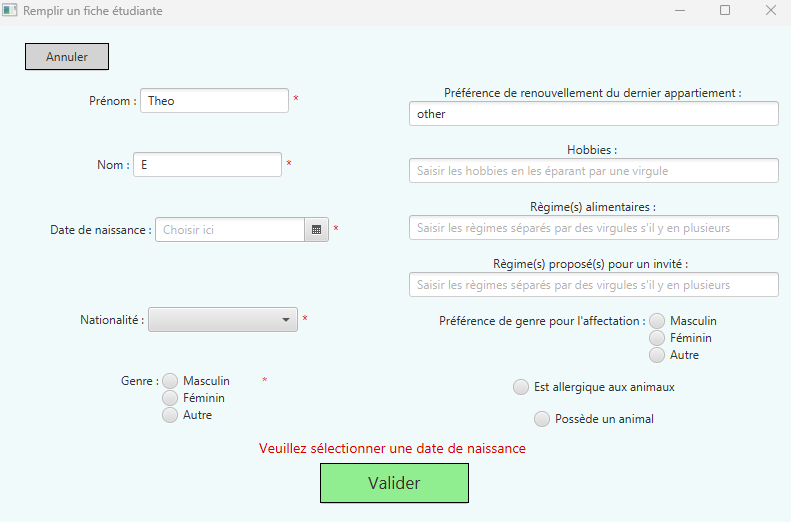 Remplir un fiche étudiante
Annuler
Prénom : Theo *
Nom : E *
Date de naissance : Choisir ici *
Nationalité : *
Genre : Masculin *
Féminin
Autre
Préférence de renouvellement du dernier appartiement :
other
Hobbies :
Saisir les hobbies en les éparant par une virgule
Règime(s) alimentaires :
Saisir les règimes séparés par des virgules s'il y en plusieurs
Règime(s) proposé(s) pour un invité :
Saisir les règimes séparés par des virgules s'il y en plusieurs
Préférence de genre pour l'affectation : Masculin
Féminin
Autre
Est allergique aux animaux
Possède un animal
Veuillez sélectionner une date de naissance
Valider